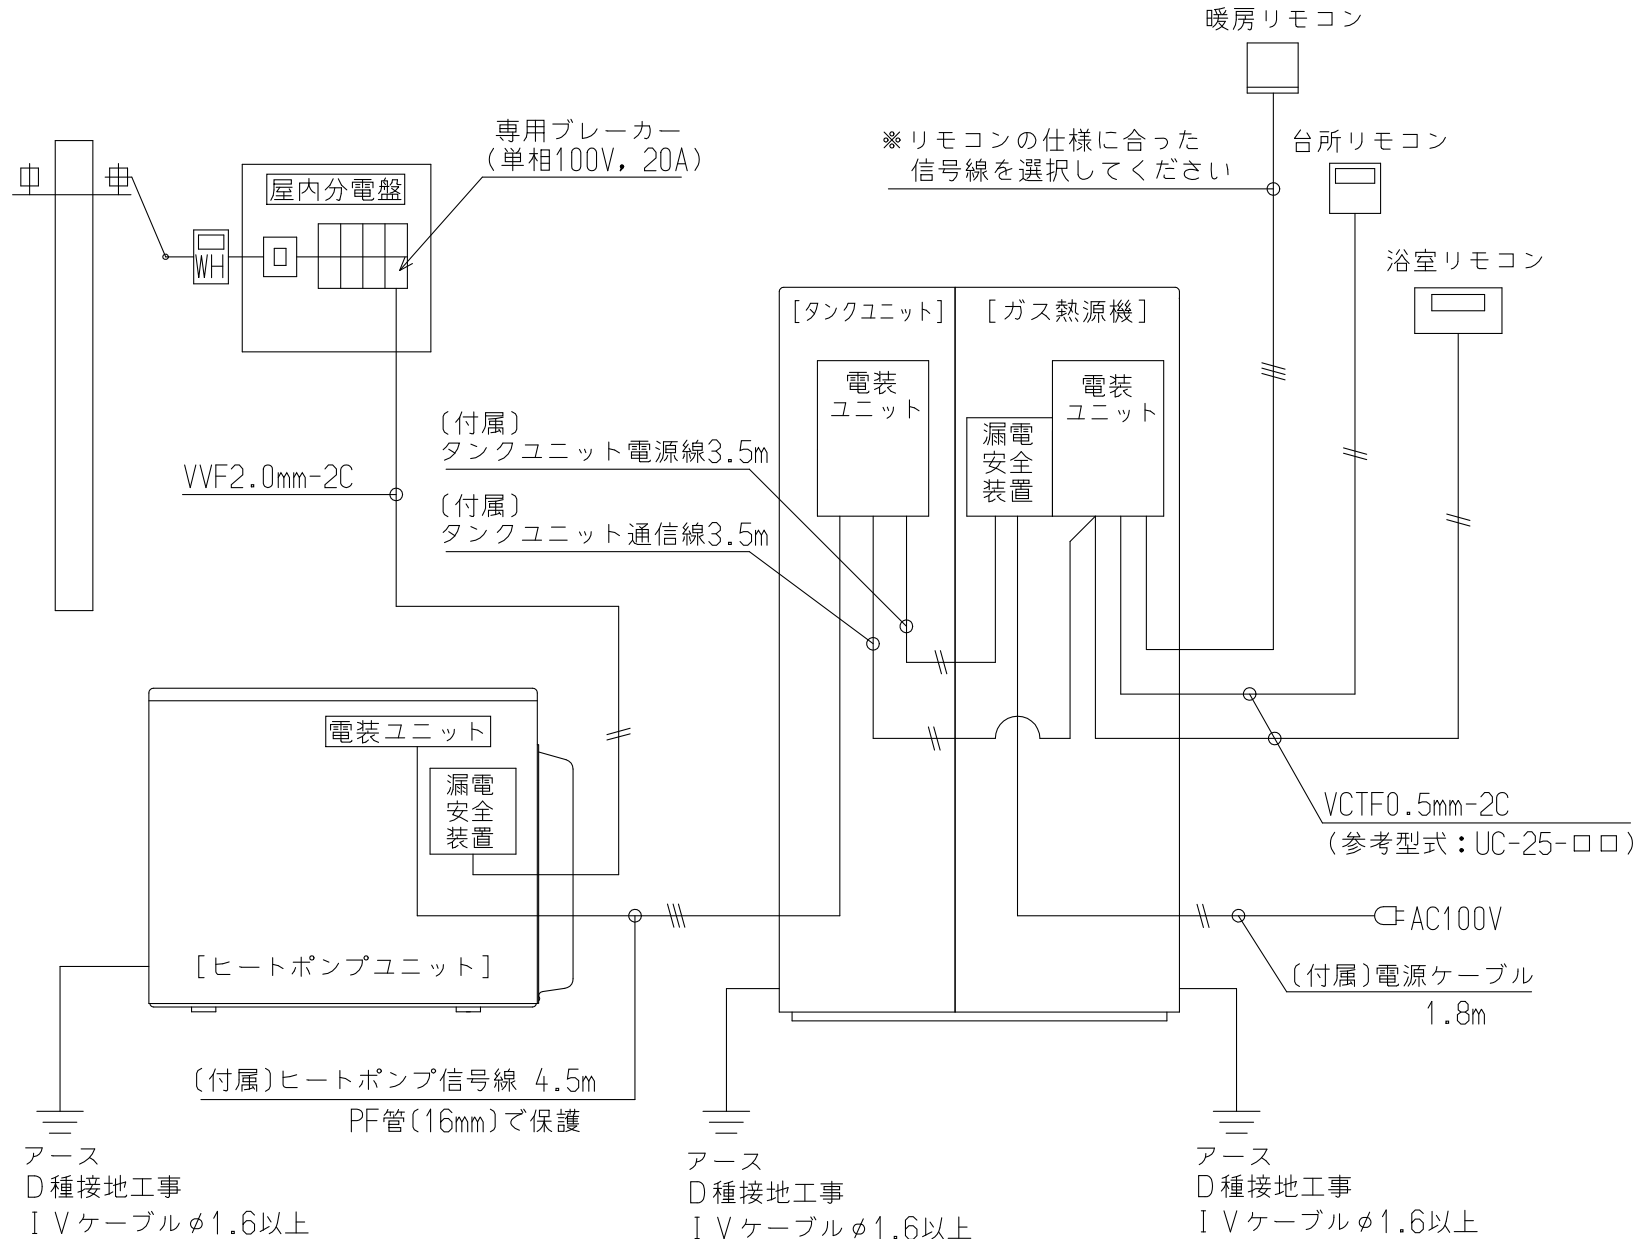 暖房リモコン
専用ブレーカー
(単相100V, 20A)
※リモコンの仕様に合った
信号線を選択してください
台所リモコン
屋内分電盤
WH
浴室リモコン
[タンクユニット]
[ガス熱源機]
電装
ユニット
電装
ユニット
漏電
安全
装置
(付属)
タンクユニット電源線3.5m
VVF2.0mm-2C
(付属)
タンクユニット通信線3.5m
電装ユニット
漏電
安全
装置
VCTF0.5mm-2C
(参考型式:UC-25-□□)
AC100V
[ヒートポンプユニット]
(付属)電源ケーブル
1.8m
(付属)ヒートポンプ信号線 4.5m
PF管(16mm)で保護
アース
D種接地工事
IVケーブルφ1.6以上
アース
D種接地工事
IVケーブルφ1.6以上
アース
D種接地工事
IVケーブルφ1.6以上